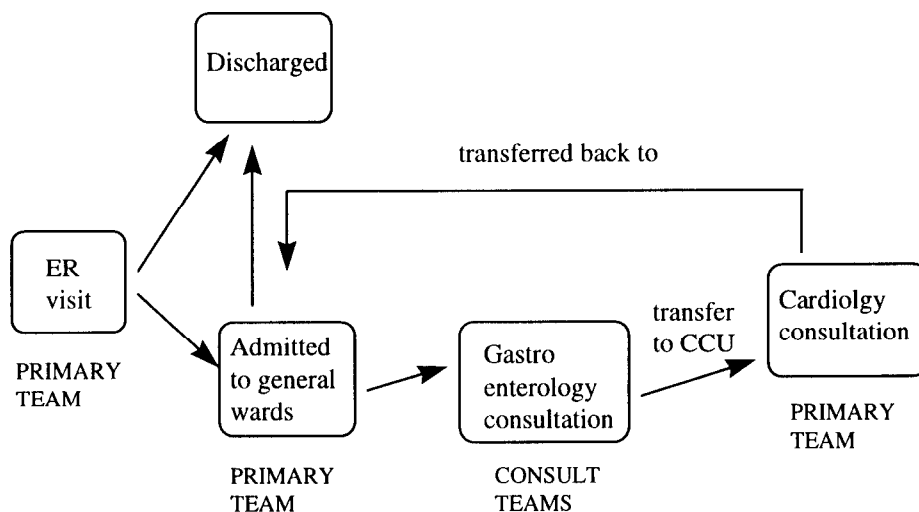 Discharged
transferred back to
ER
visit
PRIMARY
TEAM
Admitted
to general
wards
PRIMARY
TEAM
Gastro
enterology
consultation
CONSULT
TEAMS
transfer
to CCU
Cardiolgy
consultation
PRIMARY
TEAM